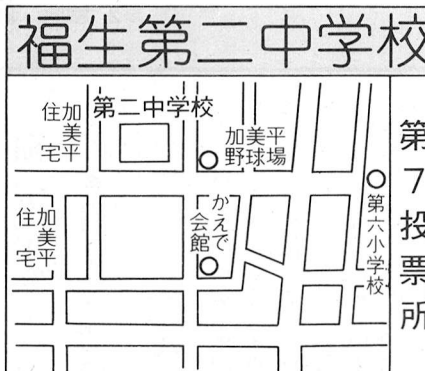 福生第二中学校
第7投票所
加美平住宅
第二中学校
加美平野球場
加美平住宅
かえで会館
第六小学校